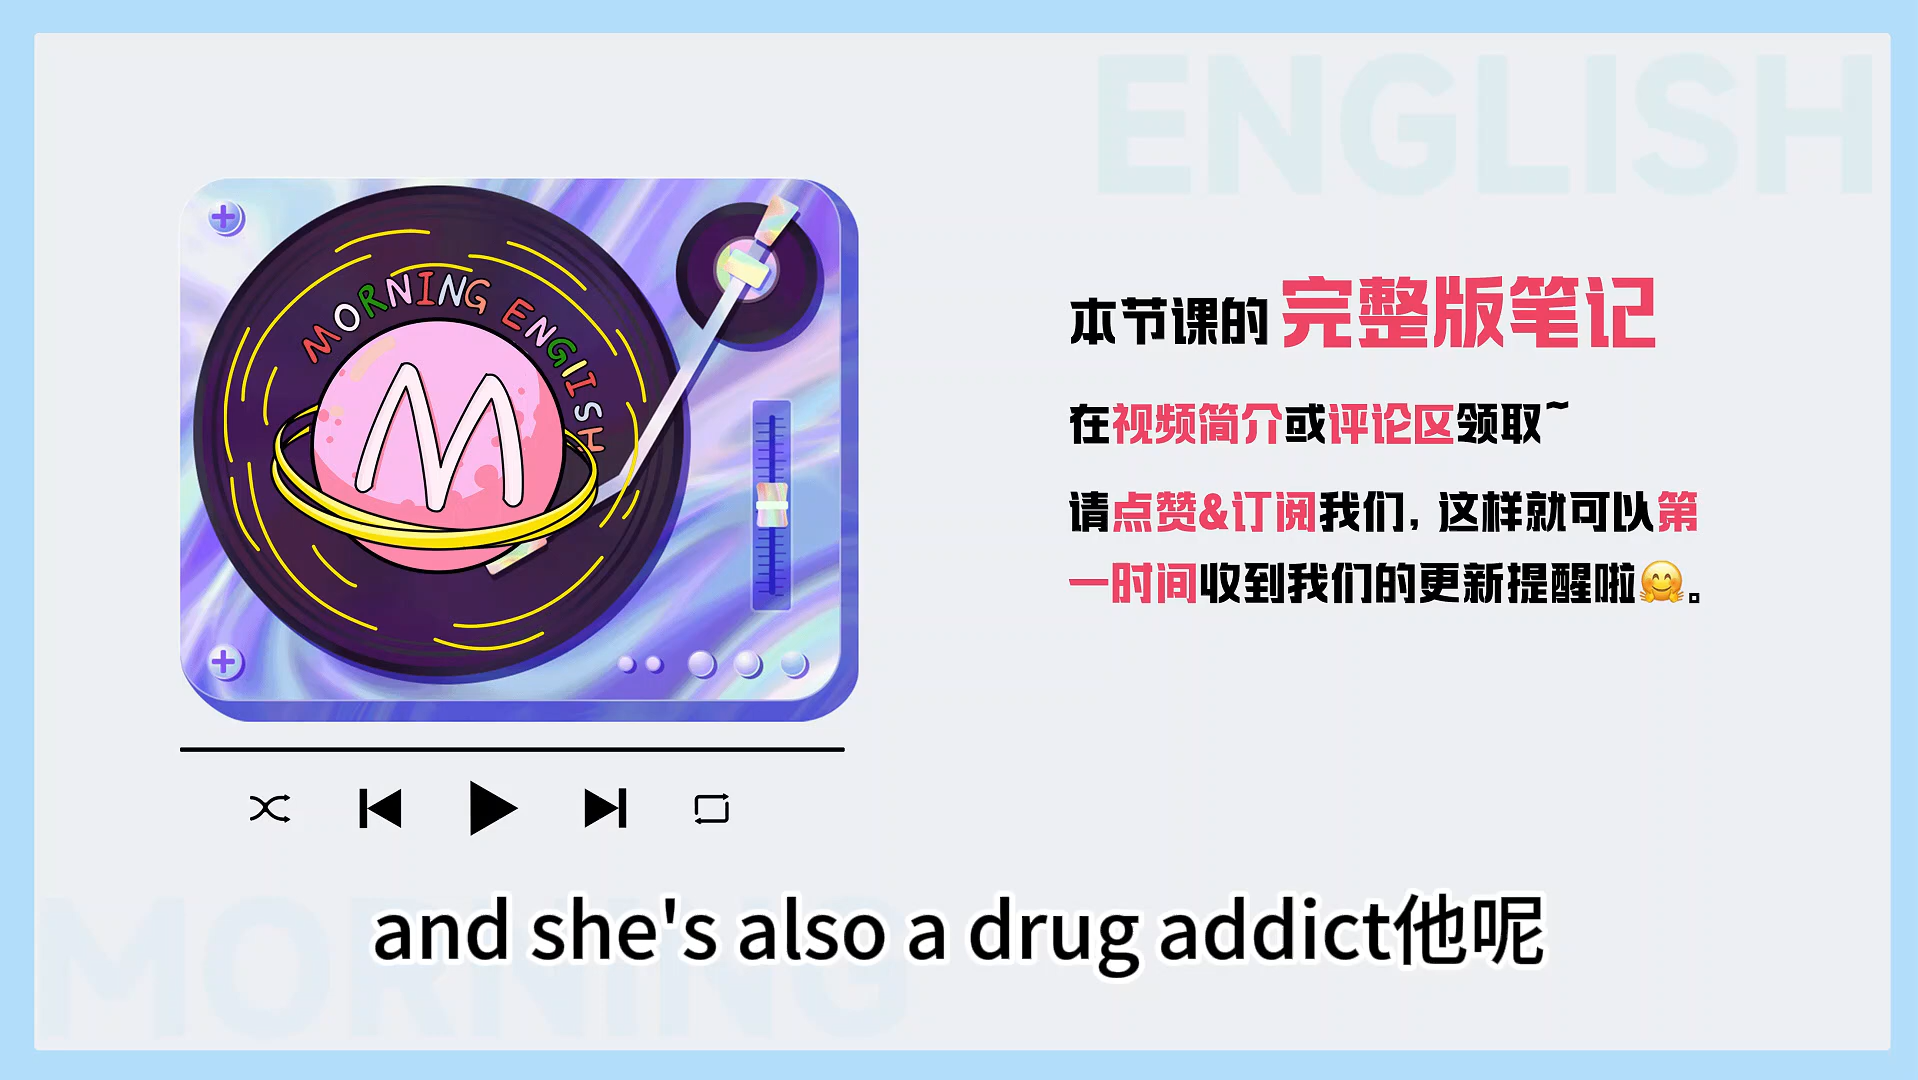 ENGLISH
MORNING ENGLISH
M
本节课的完整版笔记
在视频简介或评论区领取~
请点赞&订阅我们，这样就可以第
一时间收到我们的更新提醒啦🤗。
MORNING
and she's also a drug addict他呢